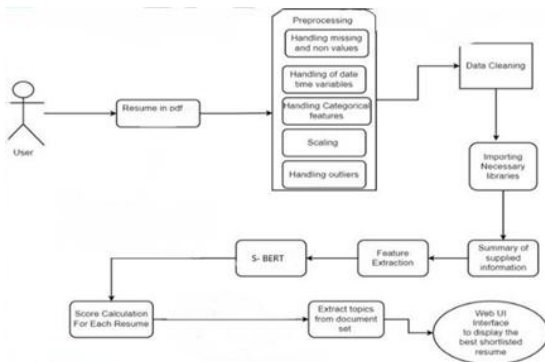 Preprocessing
Handling missing
and non values
Handling of date
time variables
Handling Categorical
features
Scaling
Handling outliers
Data Cleaning
Resume in pdf
User
Importing
Necessary
libraries
Summary of
supplied
information
Feature
Extraction
S- BERT
Score Calculation
For Each Resume
Extract topics
from document
set
Web UI
Interface
to display the
best shortlisted
resume